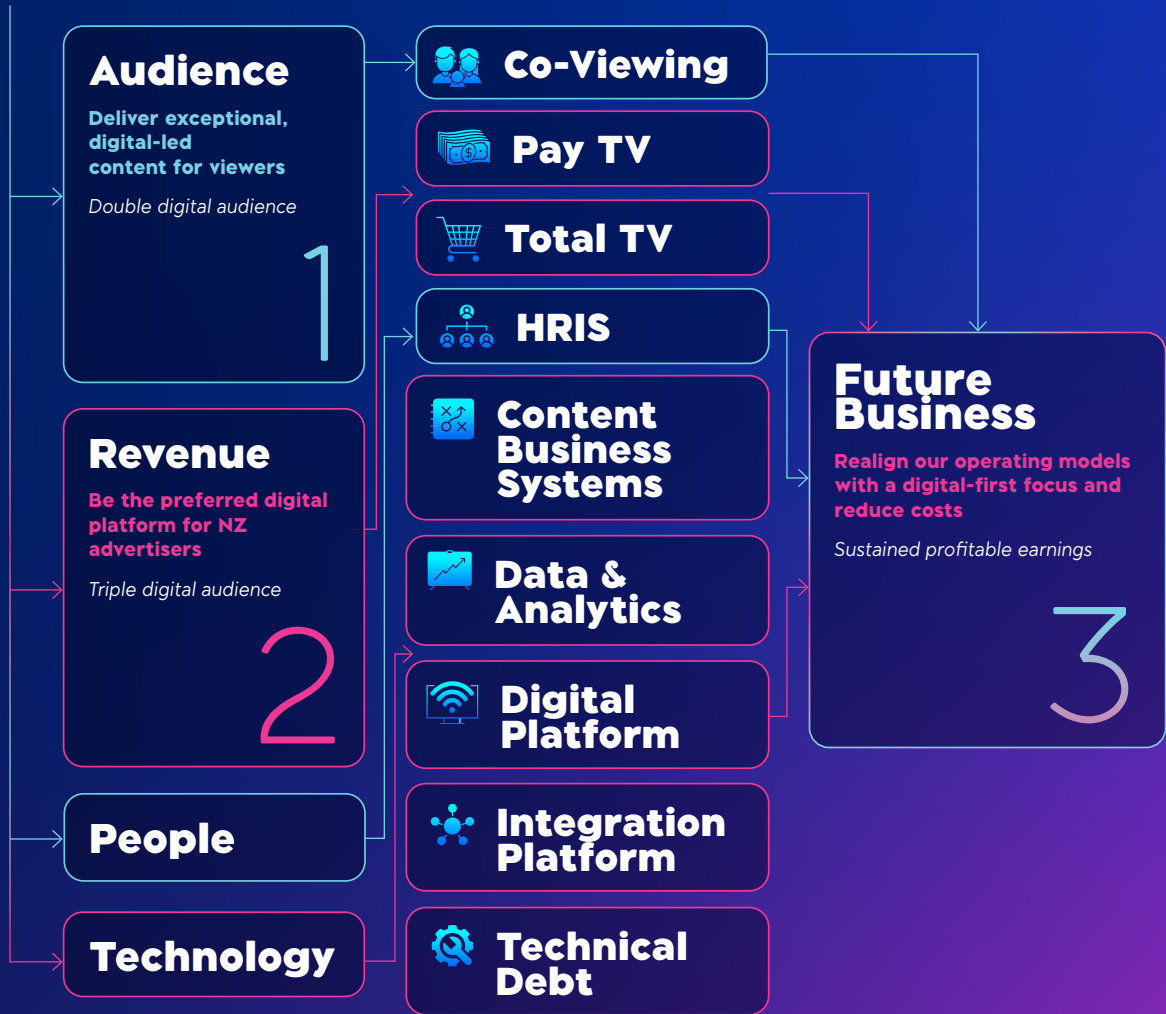 Audience
Deliver exceptional,
digital-led
content for viewers
Double digital audience
1
Revenue
Be the preferred digital
platform for NZ
advertisers
Triple digital audience
2
People
Technology
Co-Viewing
Pay TV
Total TV
HRIS
Content
Business
Systems
Data &
Analytics
Digital
Platform
Integration
Platform
Technical
Debt
Future
Business
Realign our operating models
with a digital-first focus and
reduce costs
Sustained profitable earnings
3